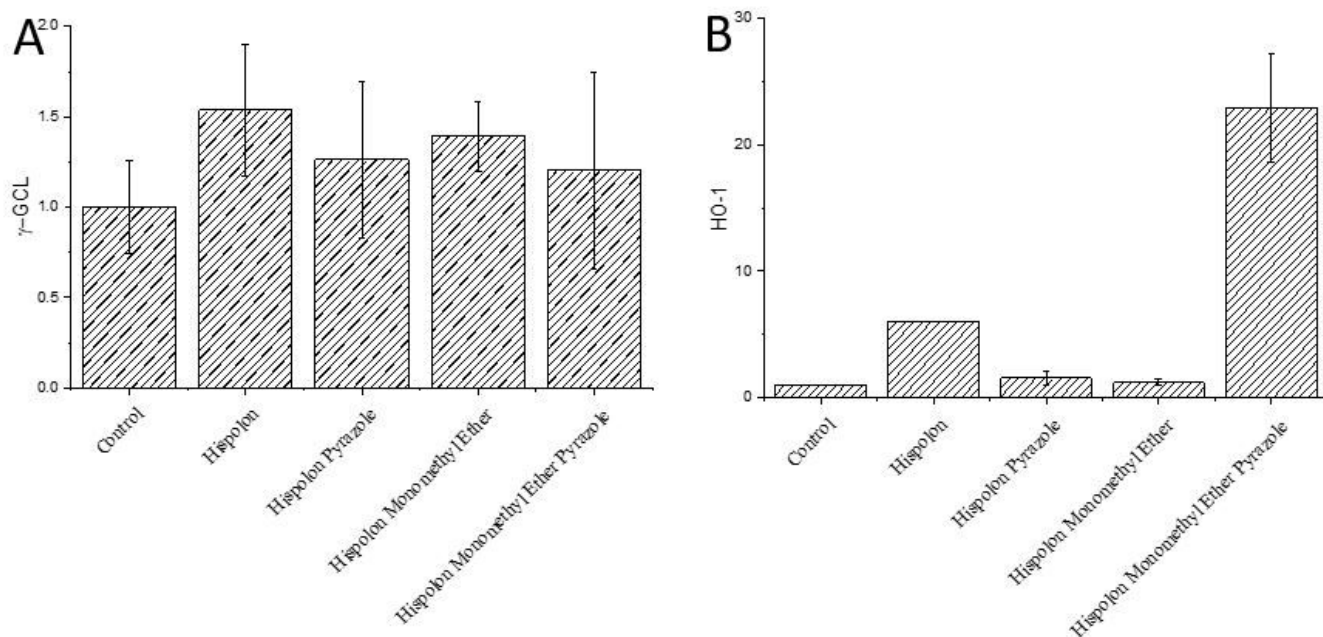 A
γ-GCL
2.0
1.5
1.0
0.5
0.0
Control
Hispolon
Hispolon Pyrazole
Hispolon Monomethyl Ether
Hispolon Monomethyl Ether Pyrazole
B
HO-1
30
20
10
0
Control
Hispolon
Hispolon Pyrazole
Hispolon Monomethyl Ether
Hispolon Monomethyl Ether Pyrazole